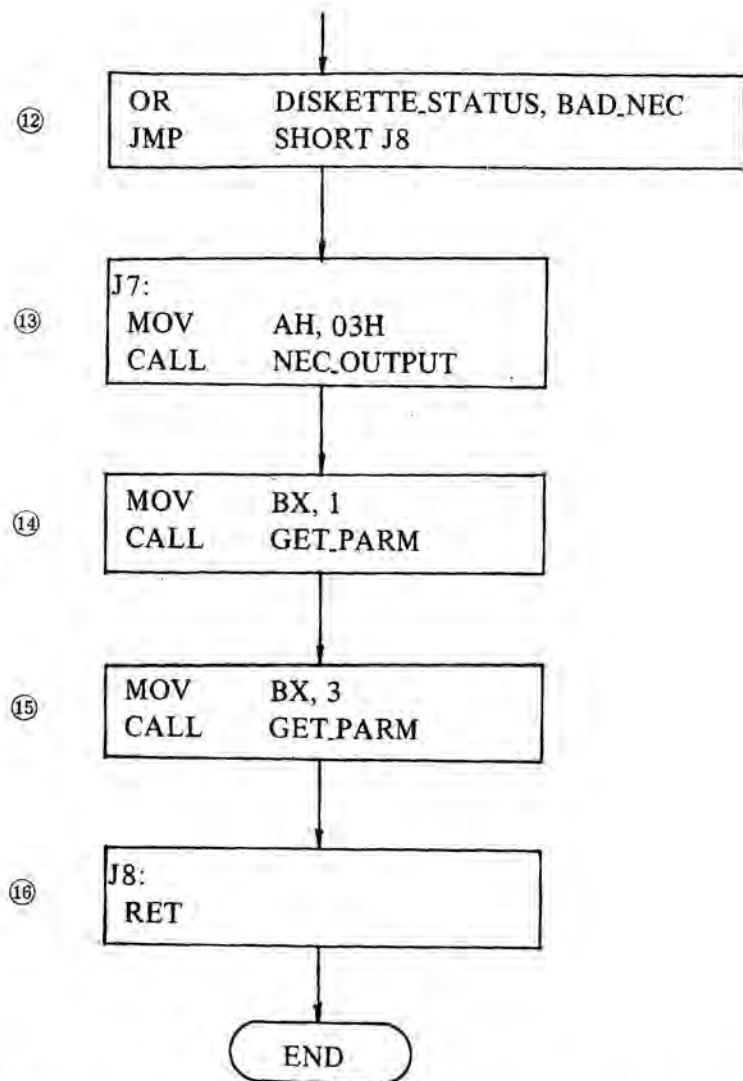 ⑫ OR DISKETTE_STATUS, BAD_NEC
JMP SHORT J8
J7:
⑬ MOV AH, 03H
CALL NEC_OUTPUT
⑭ MOV BX, 1
CALL GET_PARM
⑮ MOV BX, 3
CALL GET_PARM
J8:
⑯ RET
END